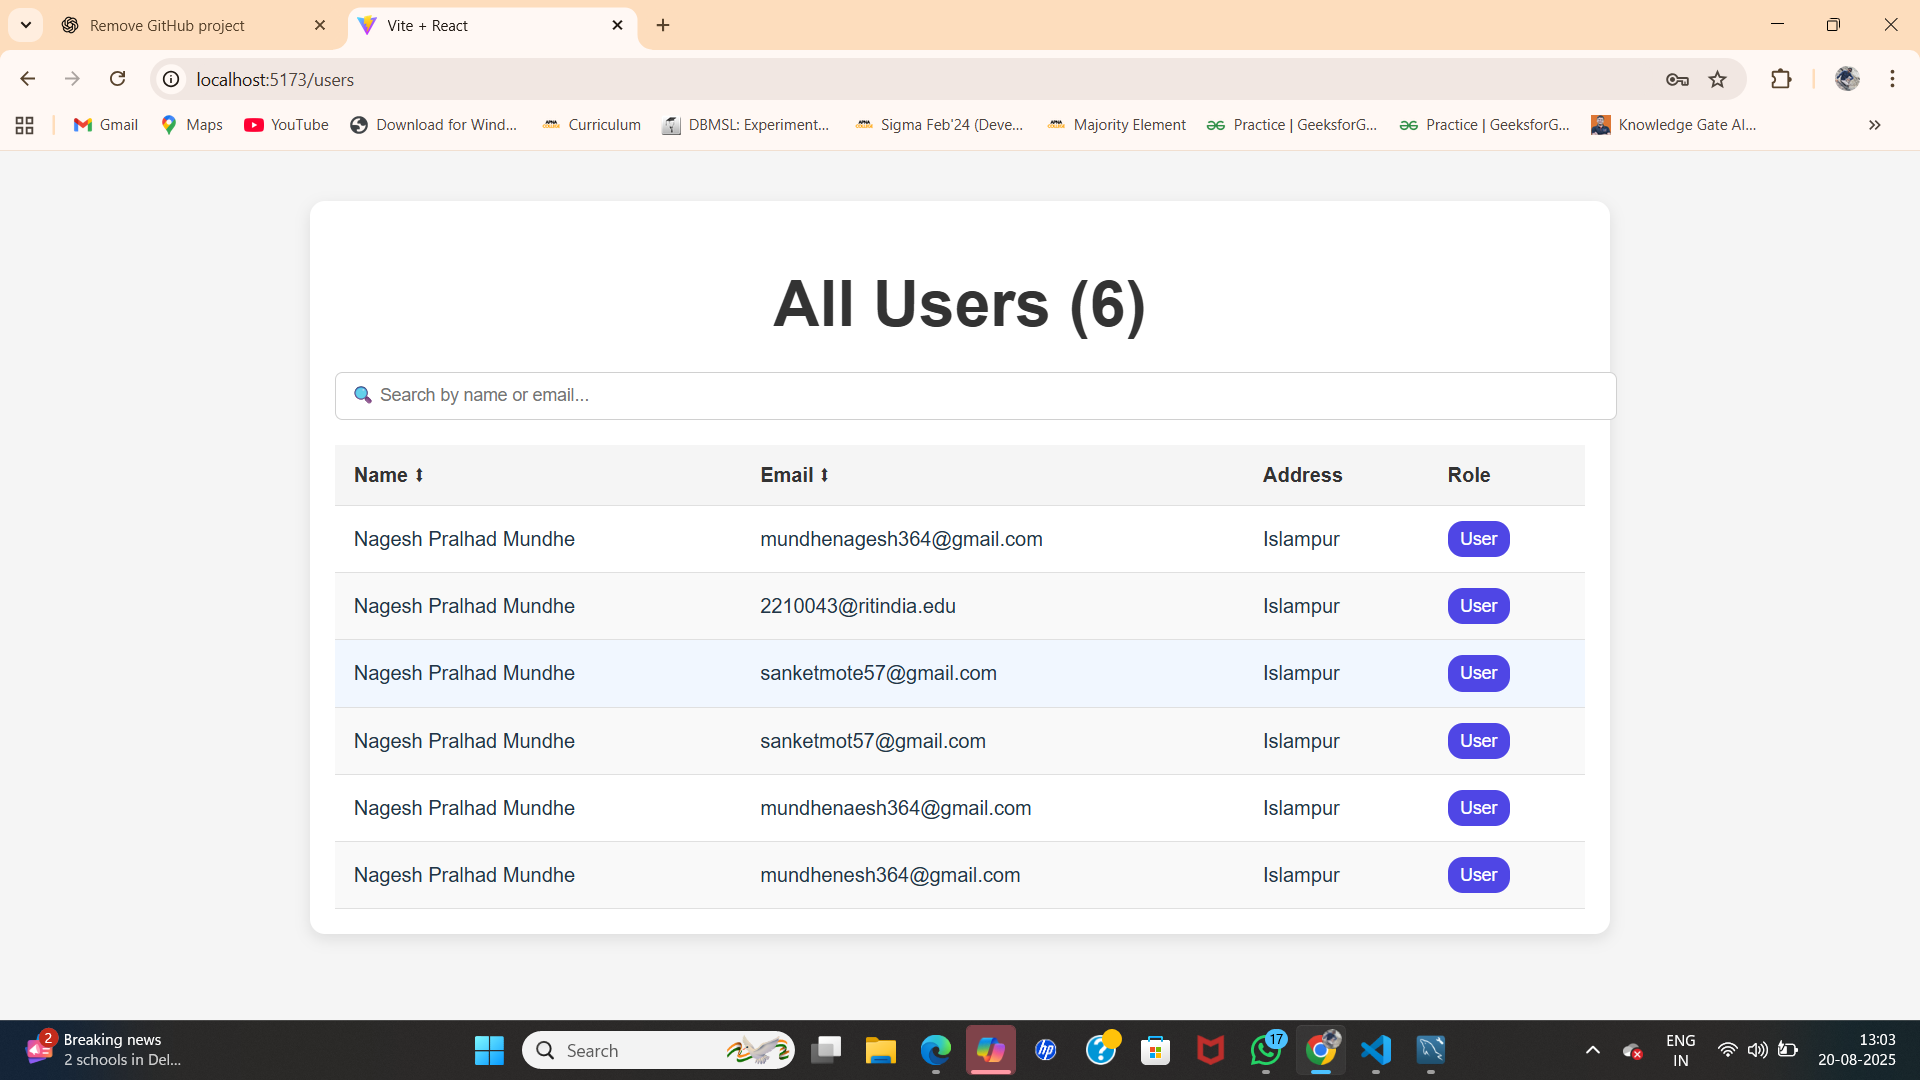 Remove GitHub project
Vite + React
localhost:5173/users
Gmail
Maps
YouTube
Download for Wind...
Curriculum
DBMSL: Experiment...
Sigma Feb'24 (Deve...
Majority Element
Practice | GeeksforG...
Practice | GeeksforG...
Knowledge Gate AI...
All Users (6)
🔍 Search by name or email...
Name ⬍ Email ⬍ Address Role
Nagesh Pralhad Mundhe mundhenagesh364@gmail.com Islampur User
Nagesh Pralhad Mundhe 2210043@ritindia.edu Islampur User
Nagesh Pralhad Mundhe sanketmote57@gmail.com Islampur User
Nagesh Pralhad Mundhe sanketmot57@gmail.com Islampur User
Nagesh Pralhad Mundhe mundhenaesh364@gmail.com Islampur User
Nagesh Pralhad Mundhe mundhenesh364@gmail.com Islampur User
2
Breaking news
2 schools in Del...
Search
hp
17
ENG
IN
13:03
20-08-2025